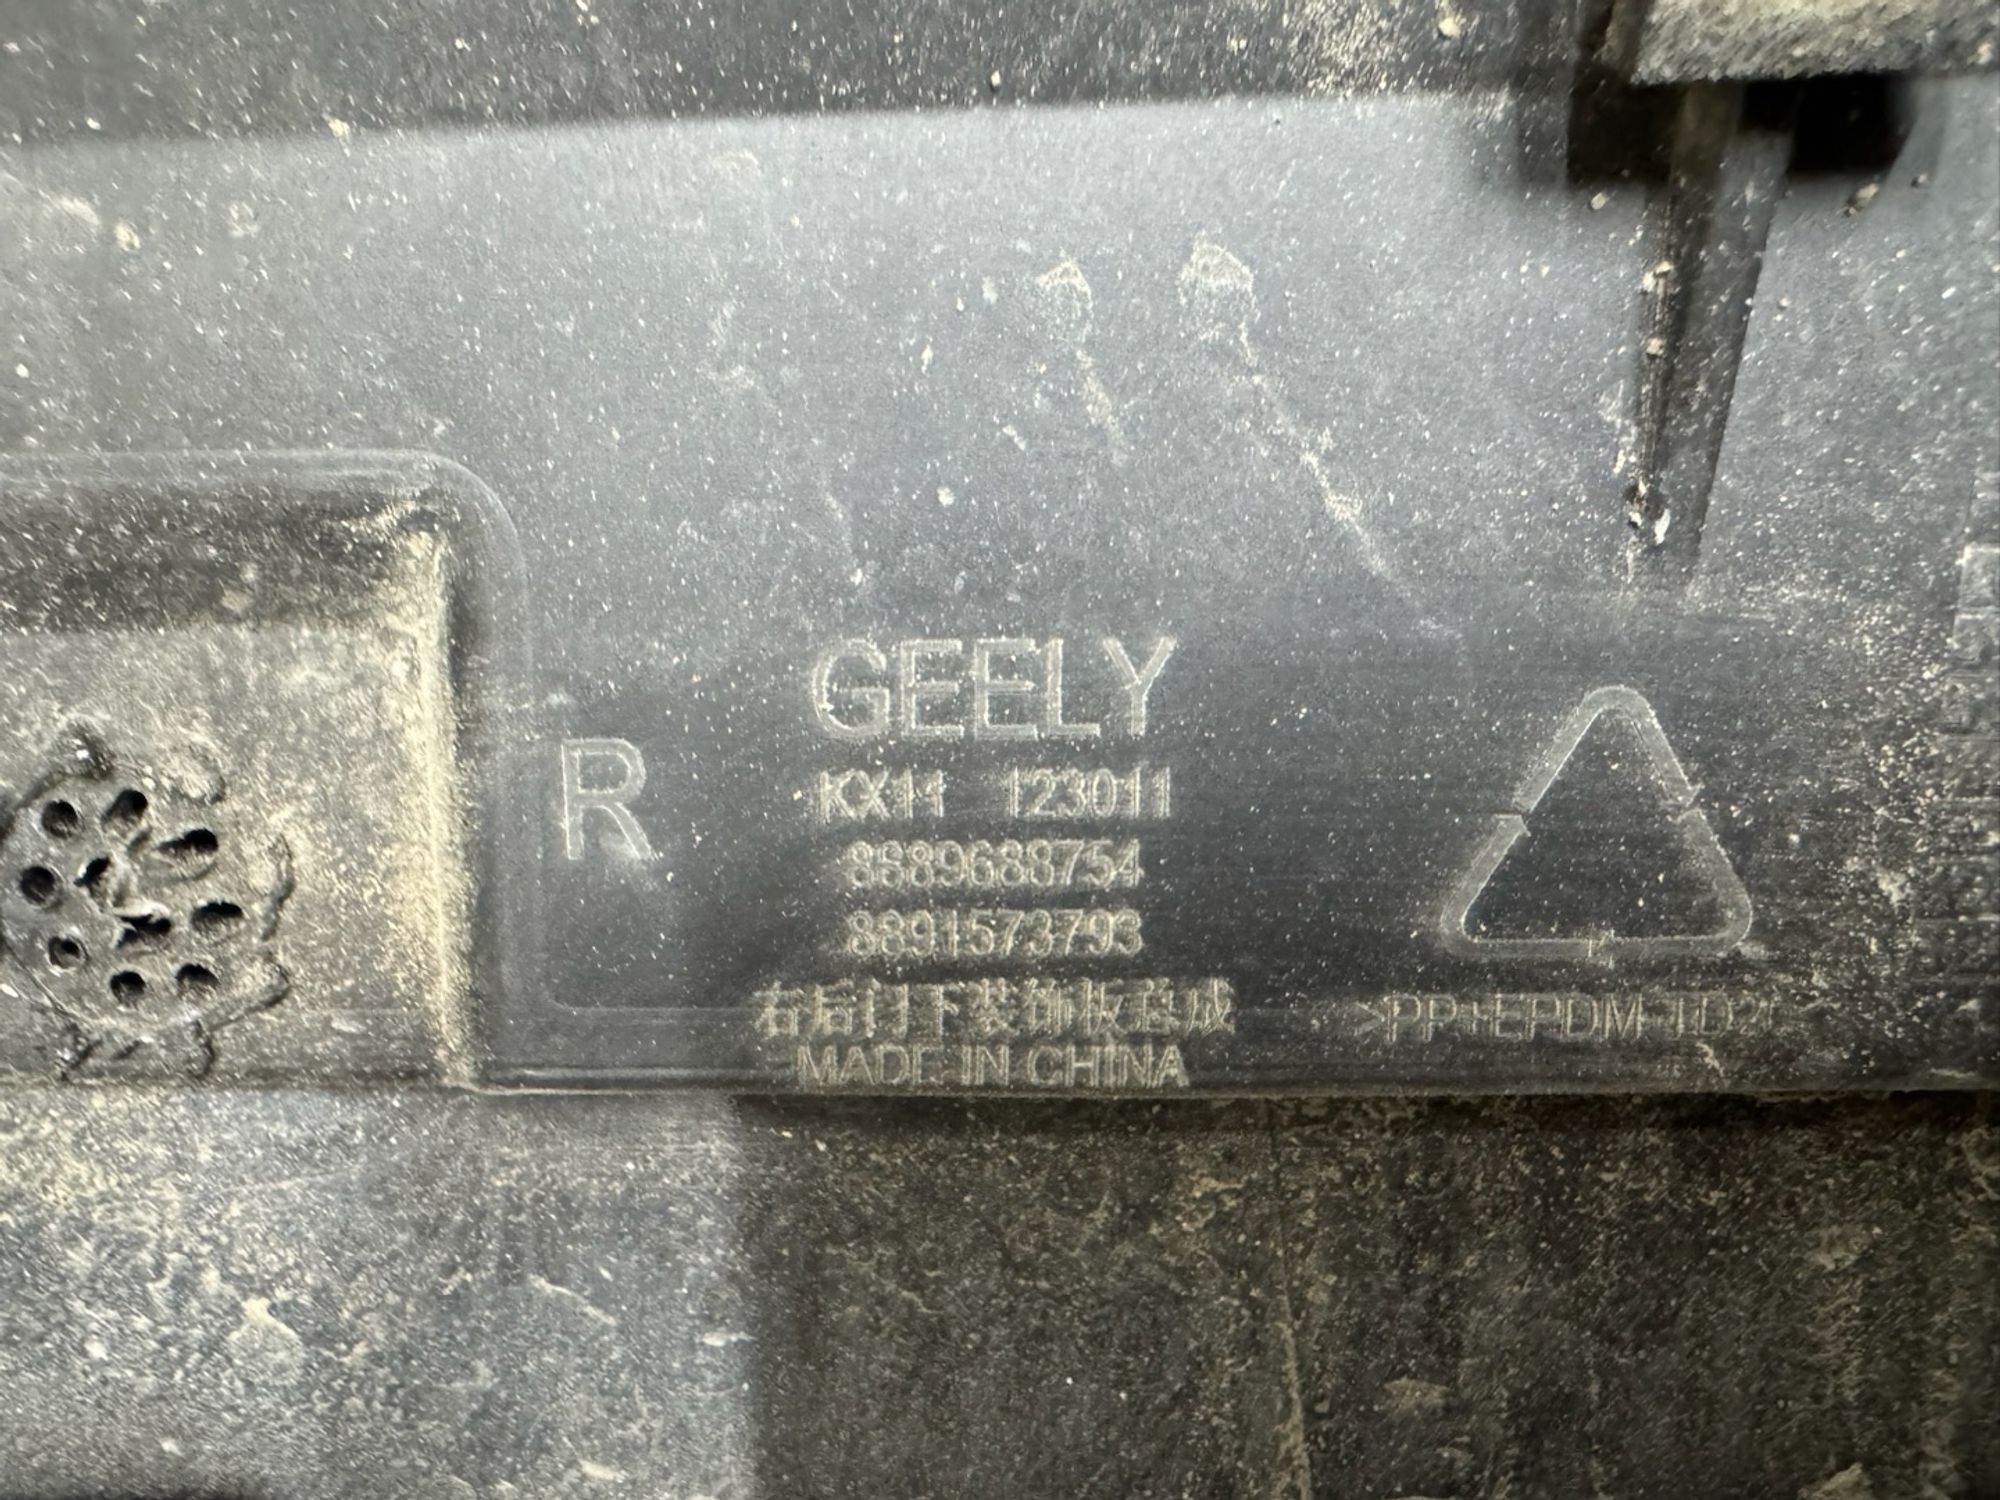 GEELY
R
KX11 123011
8689688754
8891573793
右后门下装饰板总成
MADE IN CHINA
>PP+EPDM-TD20